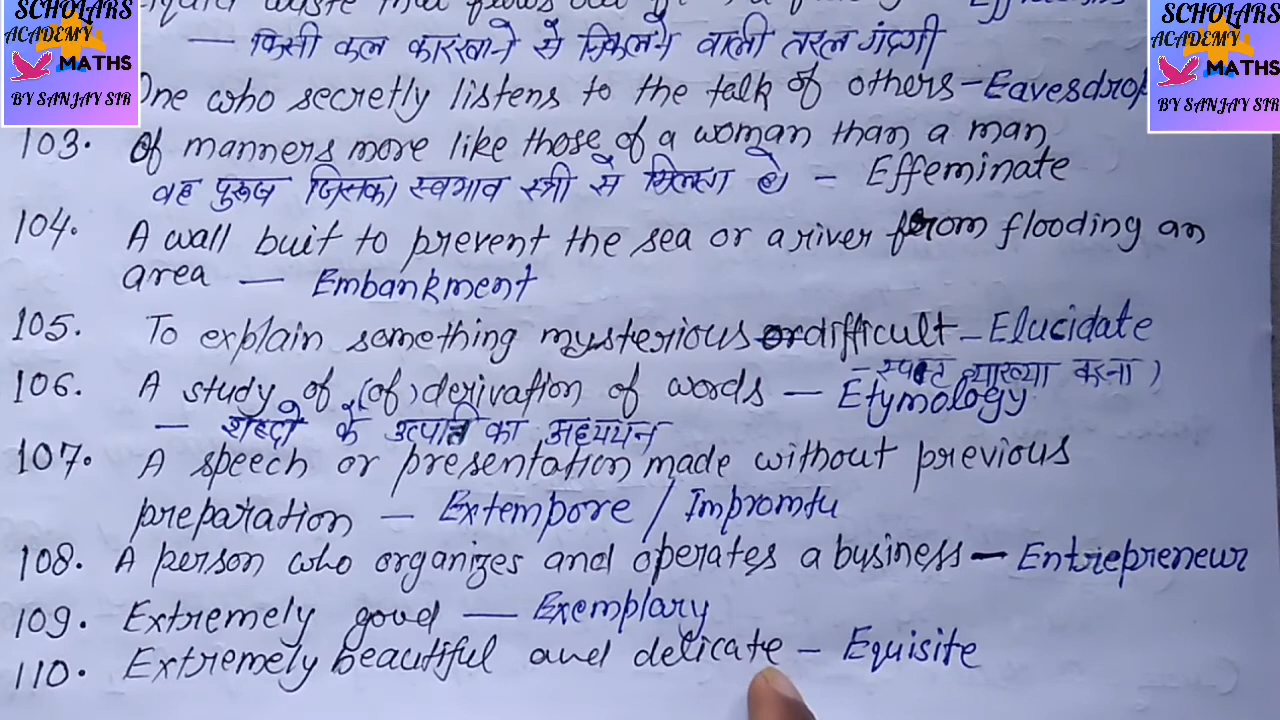 SCHOLARS
ACADEMY
MATHS
BY SANJAY SIR
SCHOLARS
ACADEMY
MATHS
BY SANJAY SIR
waste that flows out
— किसी कल कारखाने से निकलने वाली तरल गंदगी
One who secretly listens to the talk of others - Eavesdrop
103. Of manners more like those of a woman than a man
वह पुरूष जिसका स्वभाव स्त्री से मिलता हो - Effeminate
104. A wall buit to prevent the sea or a river from flooding an
area — Embankment
105. To explain something mysterious or difficult - Elucidate
- स्पष्ट व्याख्या करना)
106. A study of (of) derivation of words — Etymology
— शब्दो के उत्पति का अध्ययन
107. A speech or presentation made without previous
preparation — Extempore / Impromtu
108. A person who organizes and operates a business — Entrepreneur
109. Extremely good — Exemplary
110. Extremely beautiful and delicate - Equisite